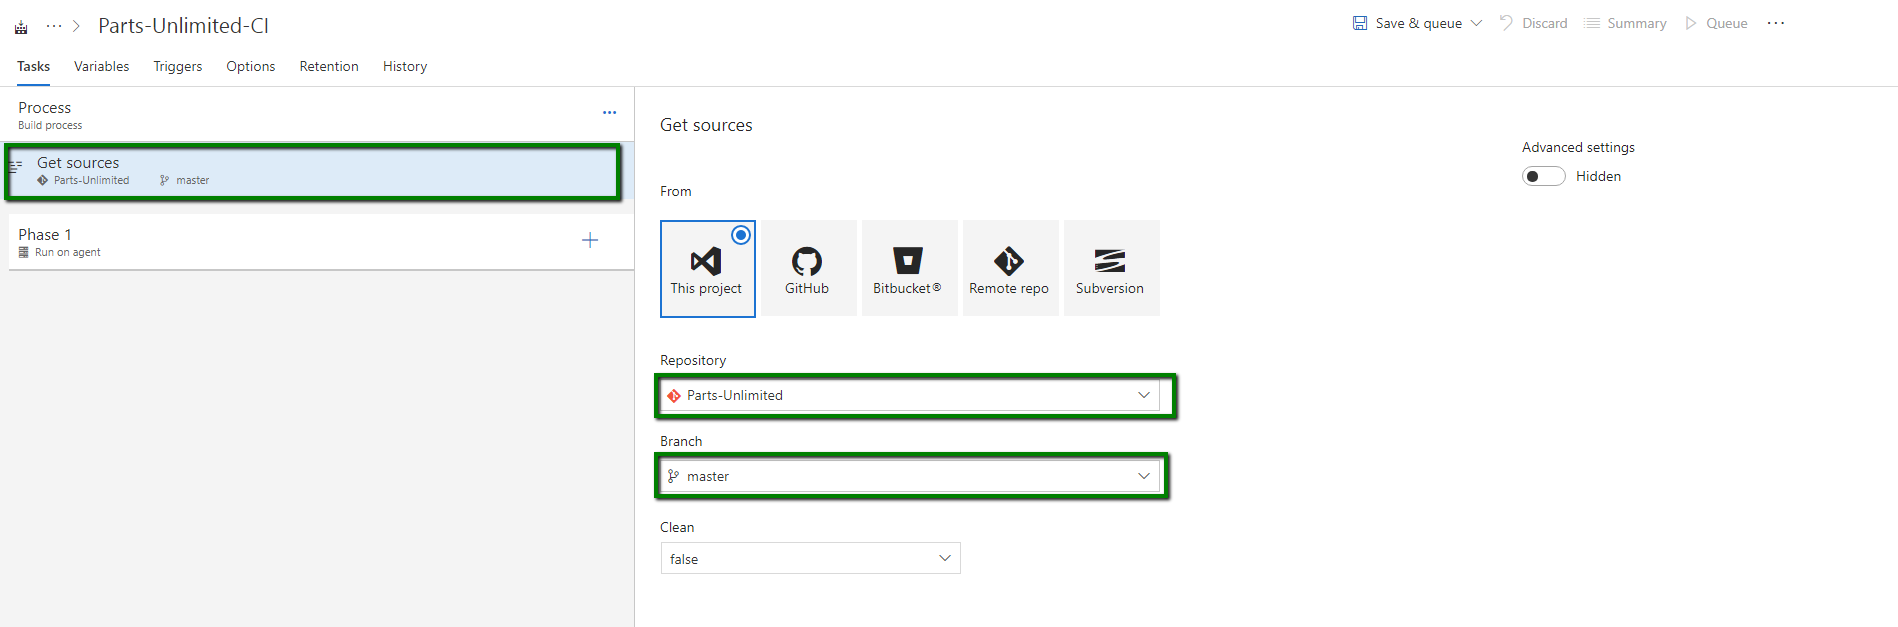 Parts-Unlimited-CI
Save & queue
Discard
Summary
Queue
Tasks
Variables
Triggers
Options
Retention
History
Process
Build process
Get sources
Parts-Unlimited
master
Phase 1
Run on agent
Get sources
Advanced settings
Hidden
From
This project
GitHub
Bitbucket®
Remote repo
Subversion
Repository
Parts-Unlimited
Branch
master
Clean
false